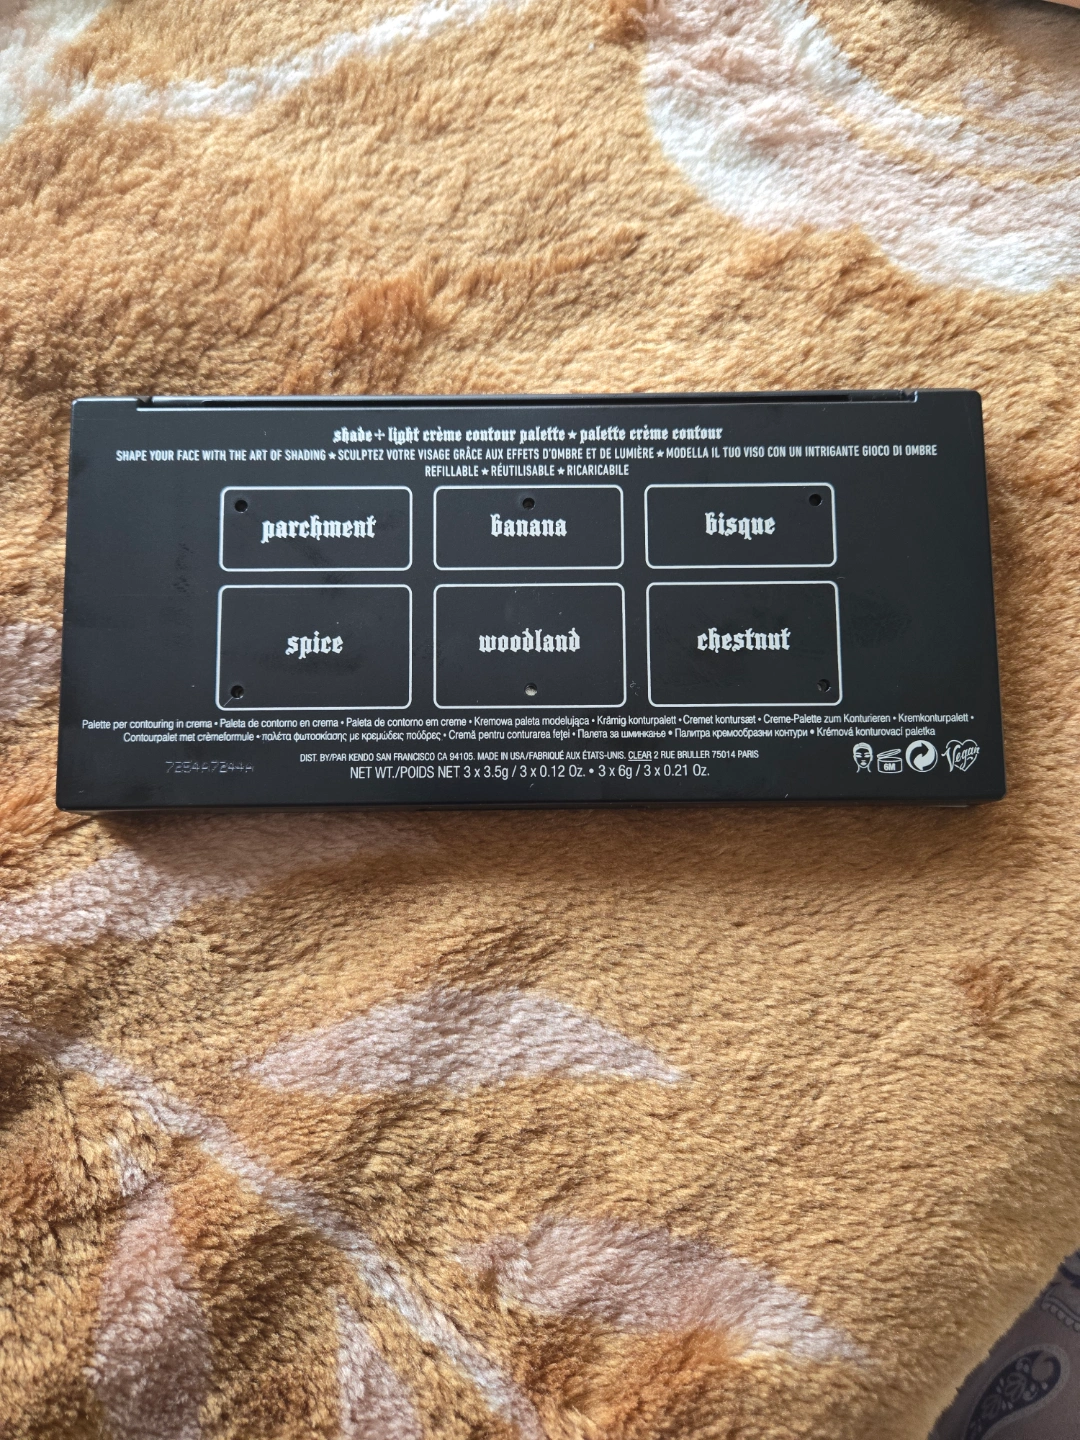 shade + light crème contour palette ★ palette crème contour
SHAPE YOUR FACE WITH THE ART OF SHADING ★ SCULPTEZ VOTRE VISAGE GRÂCE AUX EFFETS D'OMBRE ET DE LUMIÈRE ★ MODELLA IL TUO VISO CON UN INTRIGANTE GIOCO DI OMBRE
REFILLABLE ★ RÉUTILISABLE ★ RICARICABILE
parchment
banana
bisque
spice
woodland
chestnut
Palette per contouring in crema • Paleta de contorno en crema • Paleta de contorno em creme • Kremowa paleta modelująca • Krämig konturpalett • Cremet kontursæt • Creme-Palette zum Konturieren • Kremkonturpalett •
Contourpalet met crèmeformule • παλέτα φωτοσκίασης με κρεμώδεις πούδρες • Cremă pentru conturarea feței • Палета за шминкање • Палитра кремообразни контури • Krémová konturovací paletka
DIST. BY/PAR KENDO SAN FRANCISCO CA 94105. MADE IN USA/FABRIQUÉ AUX ÉTATS-UNIS. CLEAR 2 RUE BRULLER 75014 PARIS
NET WT./POIDS NET 3 x 3.5g / 3 x 0.12 Oz. • 3 x 6g / 3 x 0.21 Oz.
6M
Vegan